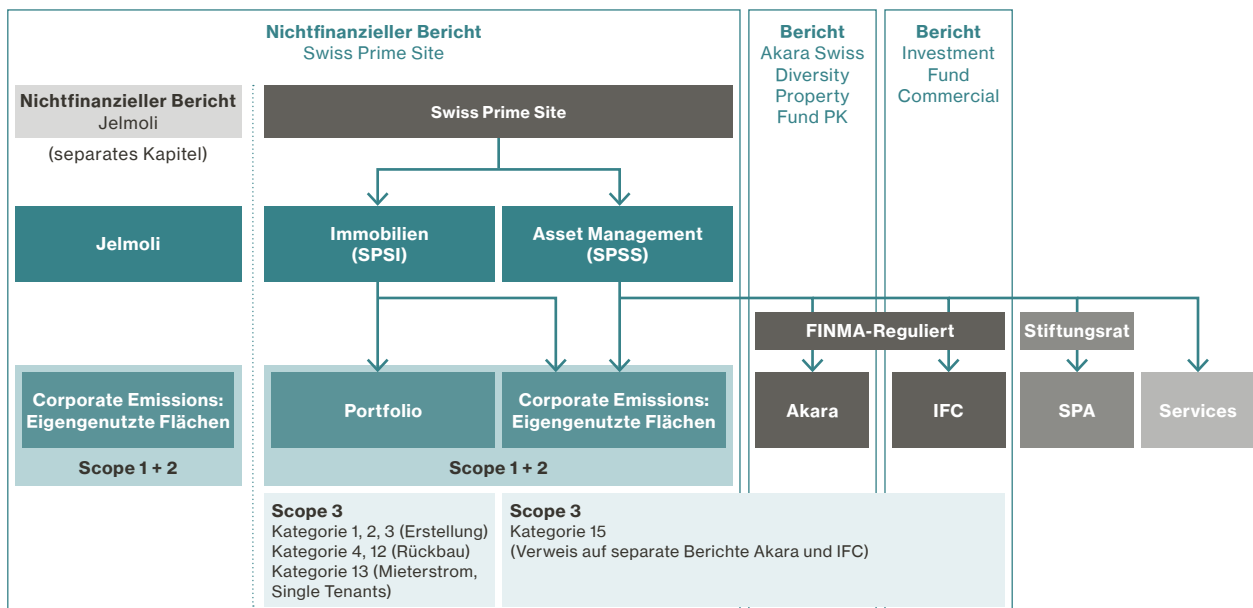 Nichtfinanzieller Bericht
Swiss Prime Site
Bericht
Akara Swiss
Diversity
Property
Fund PK
Bericht
Investment
Fund
Commercial
Nichtfinanzieller Bericht
Jelmoli
(separates Kapitel)
Swiss Prime Site
Jelmoli
Immobilien
(SPSI)
Asset Management
(SPSS)
FINMA-Reguliert
Stiftungsrat
Corporate Emissions:
Eigengenutzte Flächen
Portfolio
Corporate Emissions:
Eigengenutzte Flächen
Akara
IFC
SPA
Services
Scope 1 + 2
Scope 1 + 2
Scope 3
Kategorie 1, 2, 3 (Erstellung)
Kategorie 4, 12 (Rückbau)
Kategorie 13 (Mieterstrom,
Single Tenants)
Scope 3
Kategorie 15
(Verweis auf separate Berichte Akara und IFC)